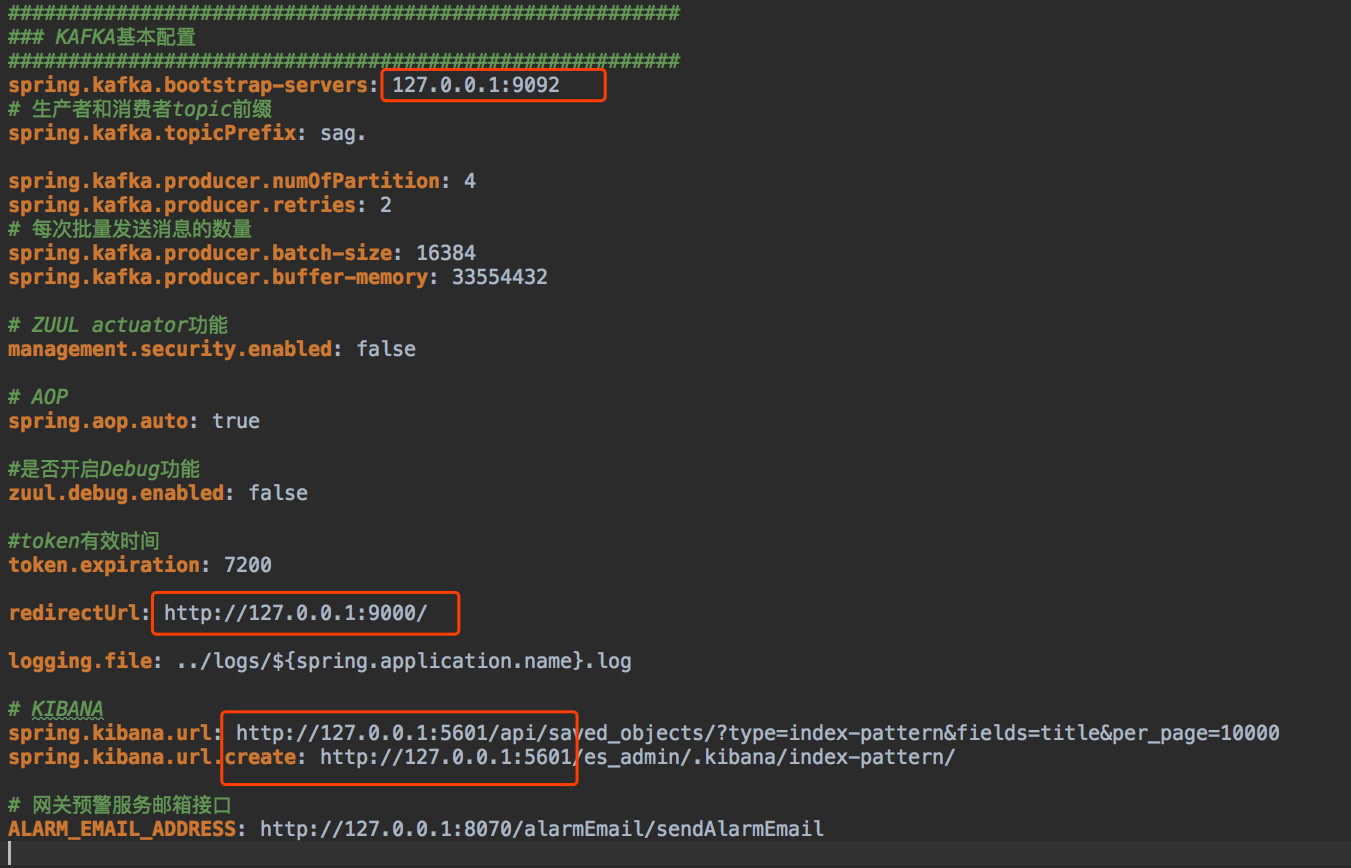 ########################################################
### KAFKA基本配置
########################################################
spring.kafka.bootstrap-servers: 127.0.0.1:9092
# 生产者和消费者topic前缀
spring.kafka.topicPrefix: sag.
spring.kafka.producer.numOfPartition: 4
spring.kafka.producer.retries: 2
# 每次批量发送消息的数量
spring.kafka.producer.batch-size: 16384
spring.kafka.producer.buffer-memory: 33554432
# ZUUL actuator功能
management.security.enabled: false
# AOP
spring.aop.auto: true
#是否开启Debug功能
zuul.debug.enabled: false
#token有效时间
token.expiration: 7200
redirectUrl: http://127.0.0.1:9000/
logging.file: ../logs/${spring.application.name}.log
# KIBANA
spring.kibana.url: http://127.0.0.1:5601/api/saved_objects/?type=index-pattern&fields=title&per_page=10000
spring.kibana.url.create: http://127.0.0.1:5601/es_admin/.kibana/index-pattern/
# 网关预警服务邮箱接口
ALARM_EMAIL_ADDRESS: http://127.0.0.1:8070/alarmEmail/sendAlarmEmail